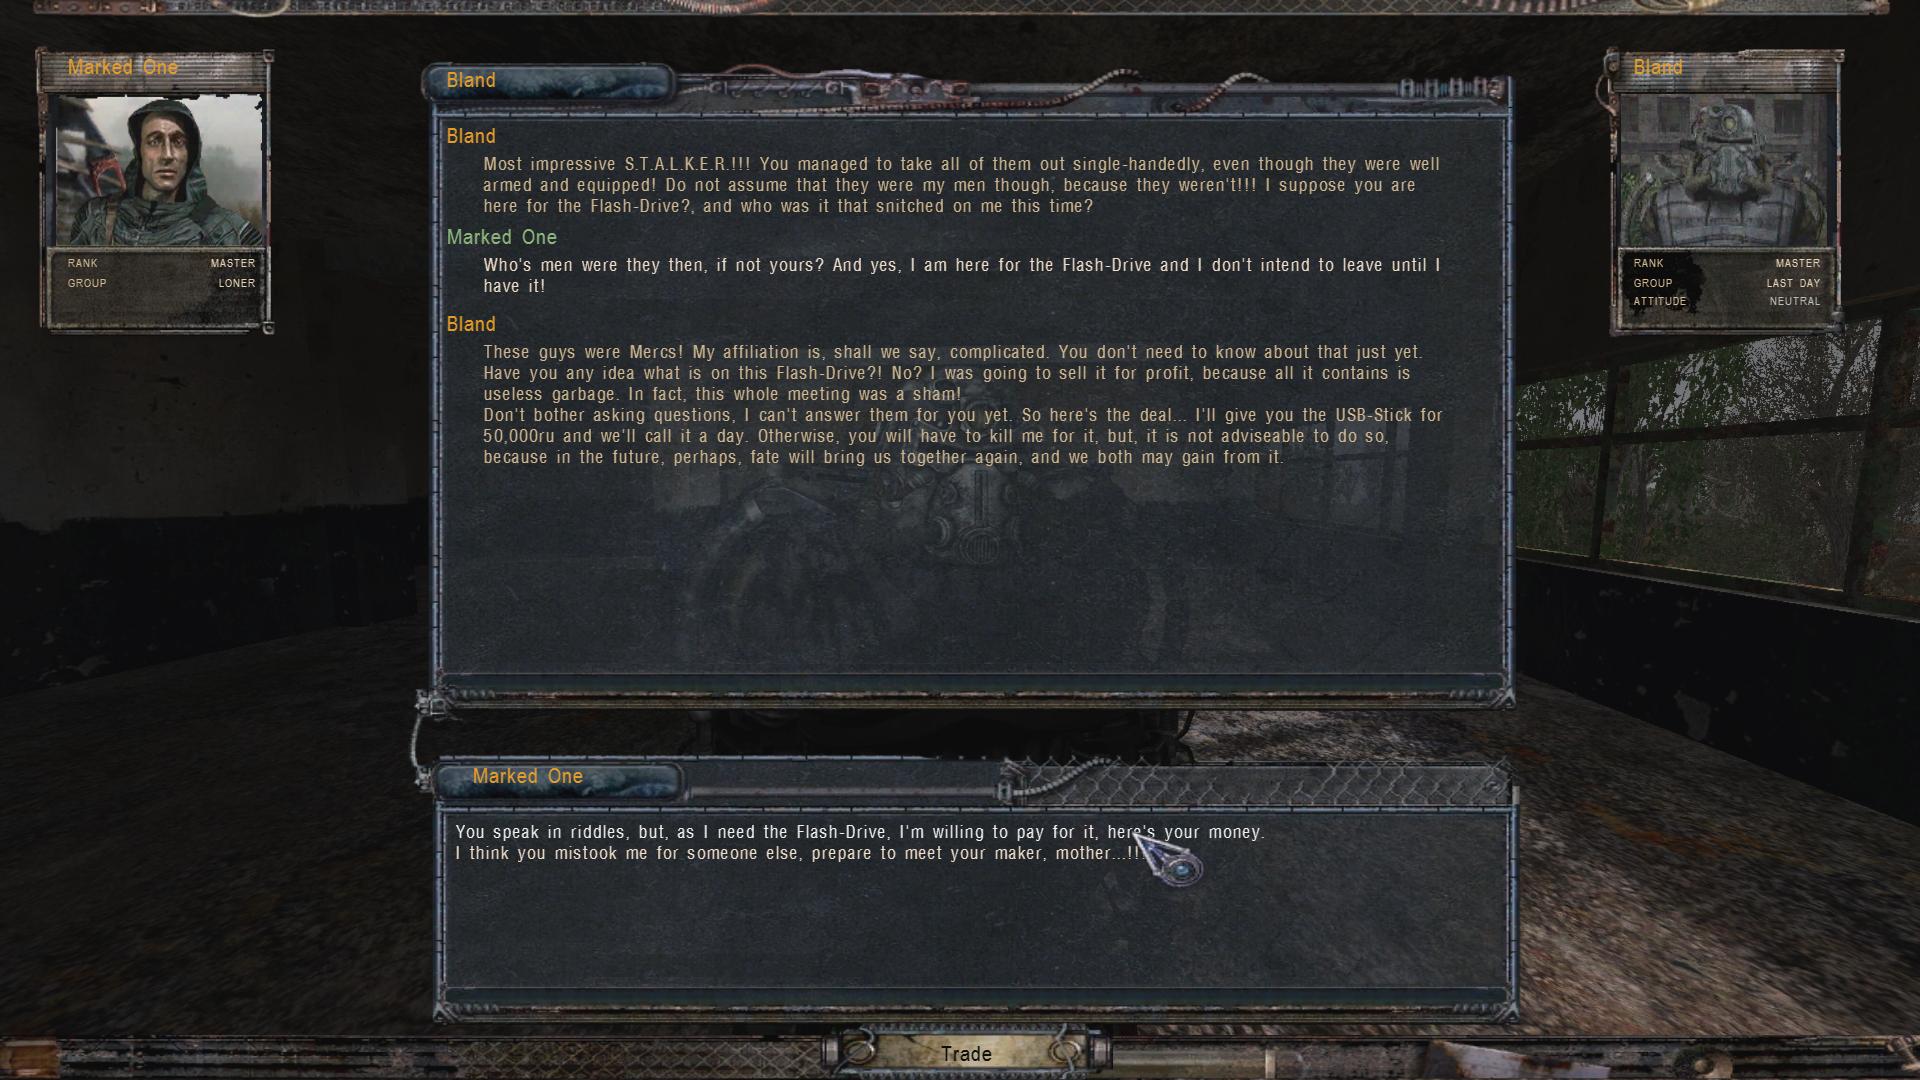 Marked One
RANK MASTER
GROUP LONER
Bland
Bland
Most impressive S.T.A.L.K.E.R.!!! You managed to take all of them out single-handedly, even though they were well
armed and equipped! Do not assume that they were my men though, because they weren't!!! I suppose you are
here for the Flash-Drive?, and who was it that snitched on me this time?
Marked One
Who's men were they then, if not yours? And yes, I am here for the Flash-Drive and I don't intend to leave until I
have it!
Bland
These guys were Mercs! My affiliation is, shall we say, complicated. You don't need to know about that just yet.
Have you any idea what is on this Flash-Drive?! No? I was going to sell it for profit, because all it contains is
useless garbage. In fact, this whole meeting was a sham!
Don't bother asking questions, I can't answer them for you yet. So here's the deal... I'll give you the USB-Stick for
50,000ru and we'll call it a day. Otherwise, you will have to kill me for it, but, it is not adviseable to do so,
because in the future, perhaps, fate will bring us together again, and we both may gain from it.
Bland
RANK MASTER
GROUP LAST DAY
ATTITUDE NEUTRAL
Marked One
You speak in riddles, but, as I need the Flash-Drive, I'm willing to pay for it, here's your money.
I think you mistook me for someone else, prepare to meet your maker, mother...!!
Trade